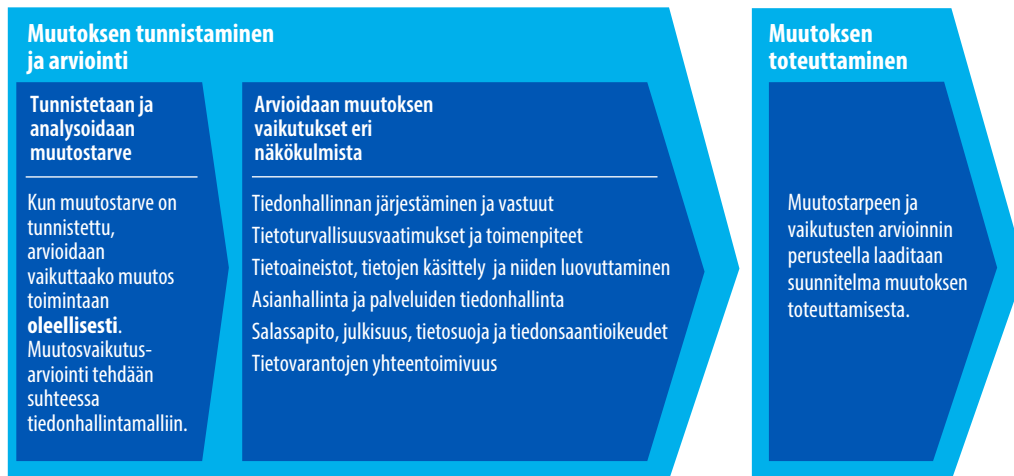 Muutoksen tunnistaminen
ja arviointi
Tunnistetaan ja
analysoidaan
muutostarve
Kun muutostarve on
tunnistettu,
arvioidaan
vaikuttaako muutos
toimintaan
oleellisesti.
Muutosvaikutus-
arviointi tehdään
suhteessa
tiedonhallintamalliin.
Arvioidaan muutoksen
vaikutukset eri
näkökulmista
Tiedonhallinnan järjestäminen ja vastuut
Tietoturvallisuusvaatimukset ja toimenpiteet
Tietoaineistot, tietojen käsittely ja niiden luovuttaminen
Asianhallinta ja palveluiden tiedonhallinta
Salassapito, julkisuus, tietosuoja ja tiedonsaantioikeudet
Tietovarantojen yhteentoimivuus
Muutoksen
toteuttaminen
Muutostarpeen ja
vaikutusten arvioinnin
perusteella laaditaan
suunnitelma muutoksen
toteuttamisesta.